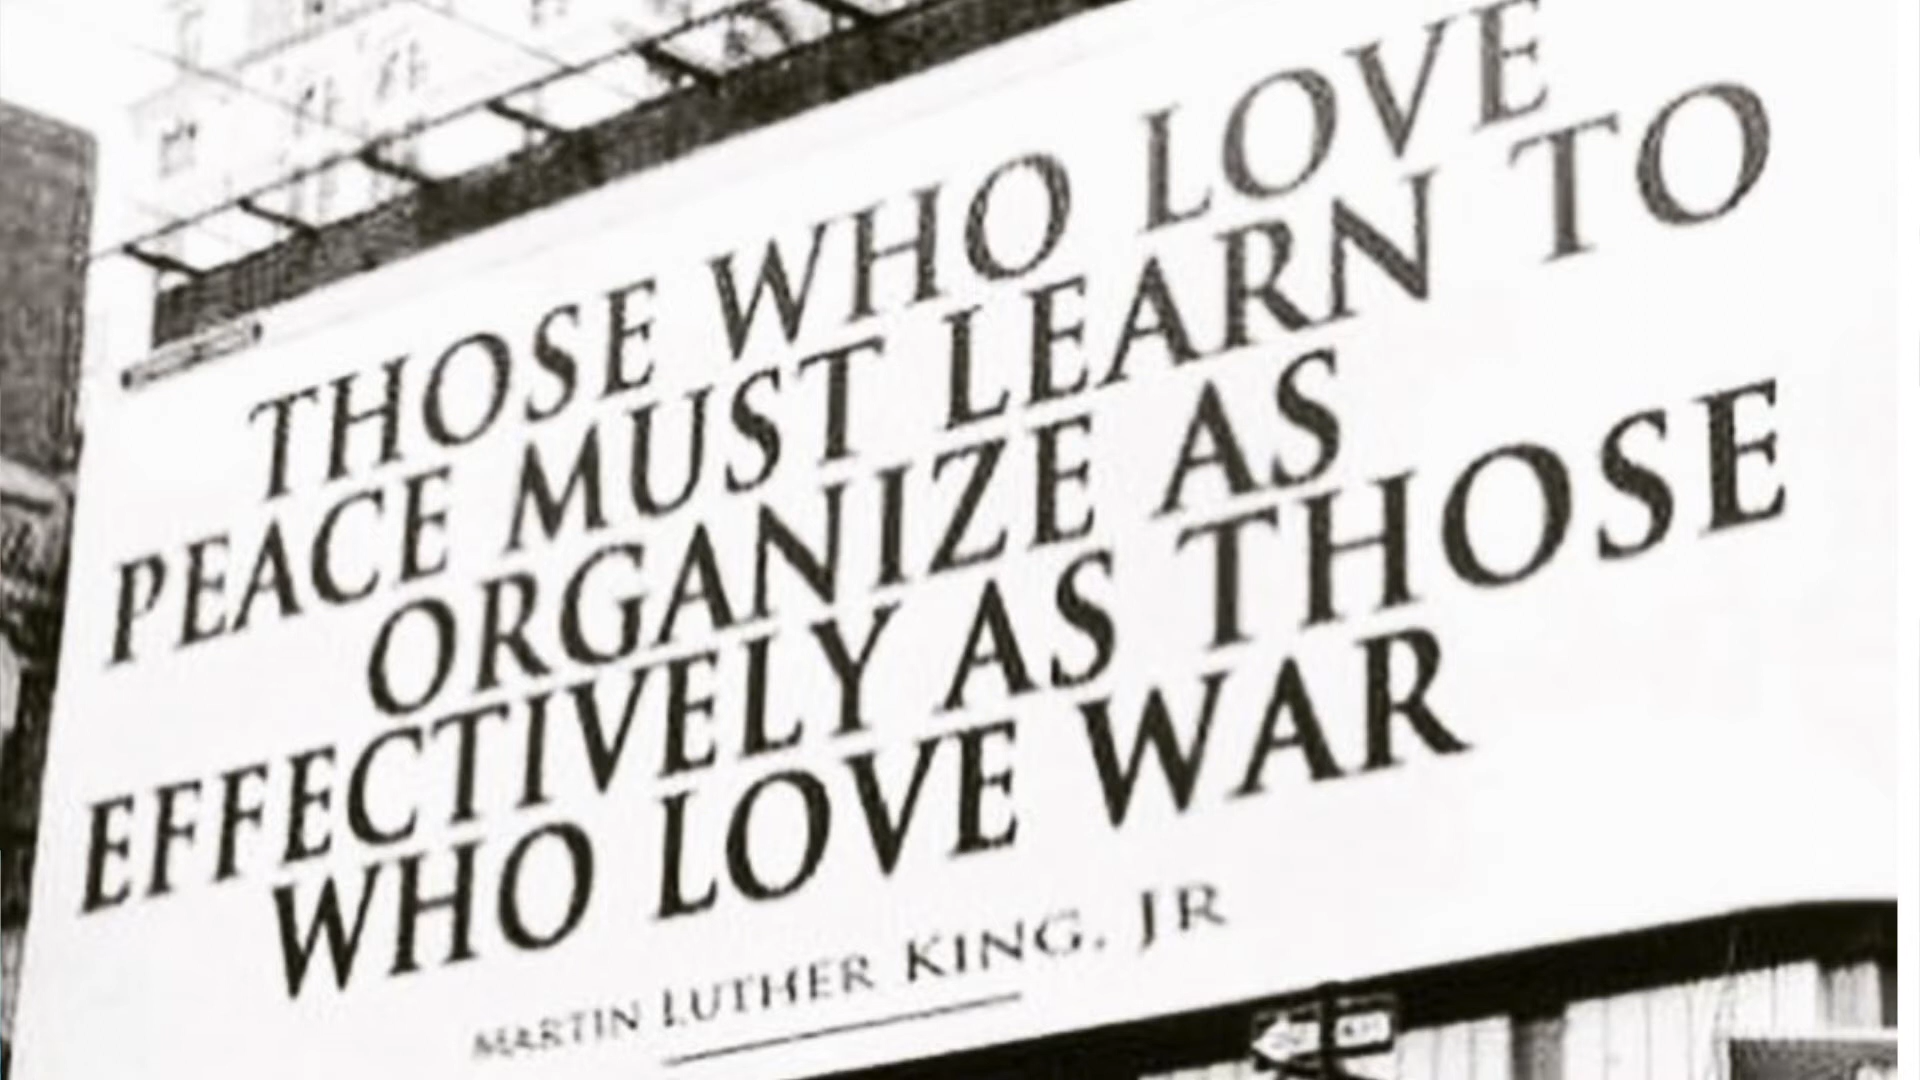 THOSE WHO LOVE
PEACE MUST LEARN TO
ORGANIZE AS
EFFECTIVELY AS THOSE
WHO LOVE WAR
MARTIN LUTHER KING, JR